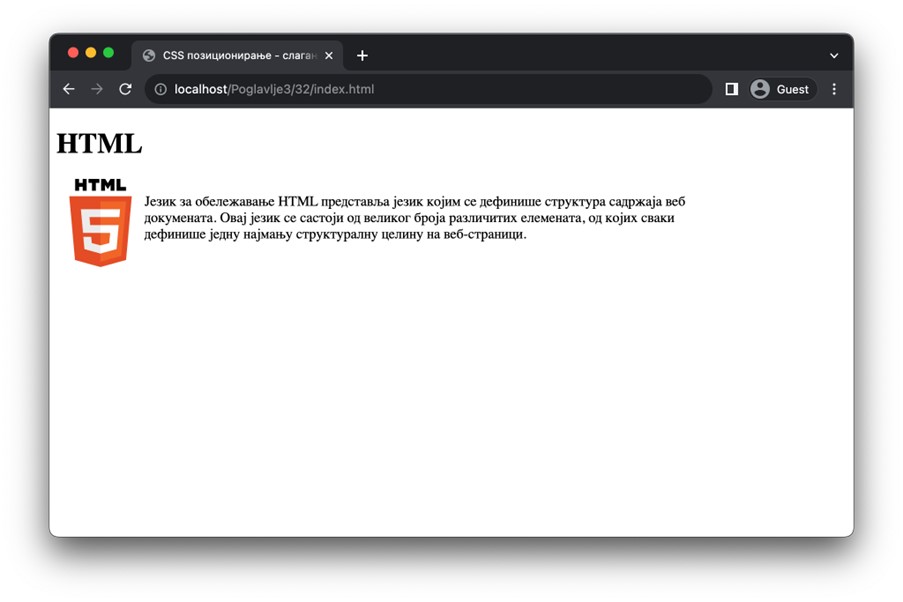 CSS позиционирање - слага
localhost/Poglavlje3/32/index.html
Guest
HTML
HTML
5
Језик за обележавање HTML представља језик којим се дефинише структура садржаја веб
докумената. Овај језик се састоји од великог броја различитих елемената, од којих сваки
дефинише једну најмању структуралну целину на веб-страници.